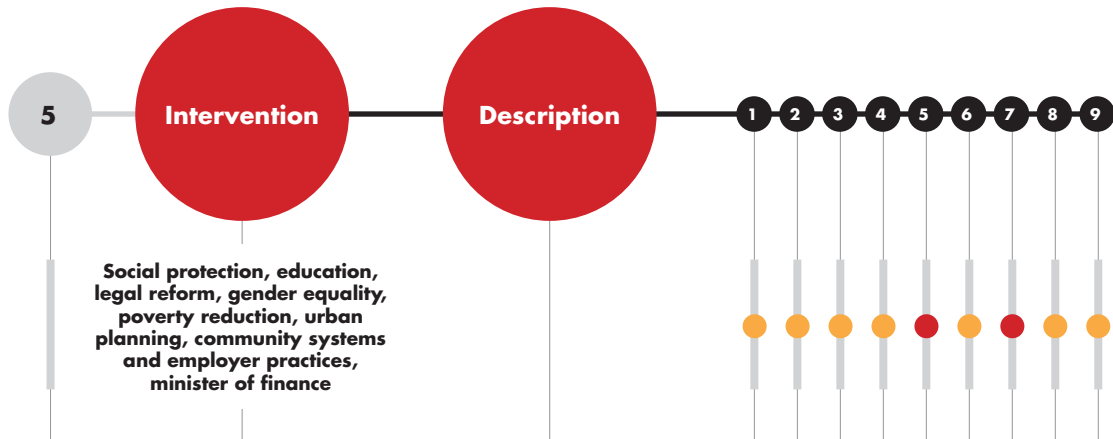 5
Intervention
Description
1 2 3 4 5 6 7 8 9
Social protection, education,
legal reform, gender equality,
poverty reduction, urban
planning, community systems
and employer practices,
minister of finance